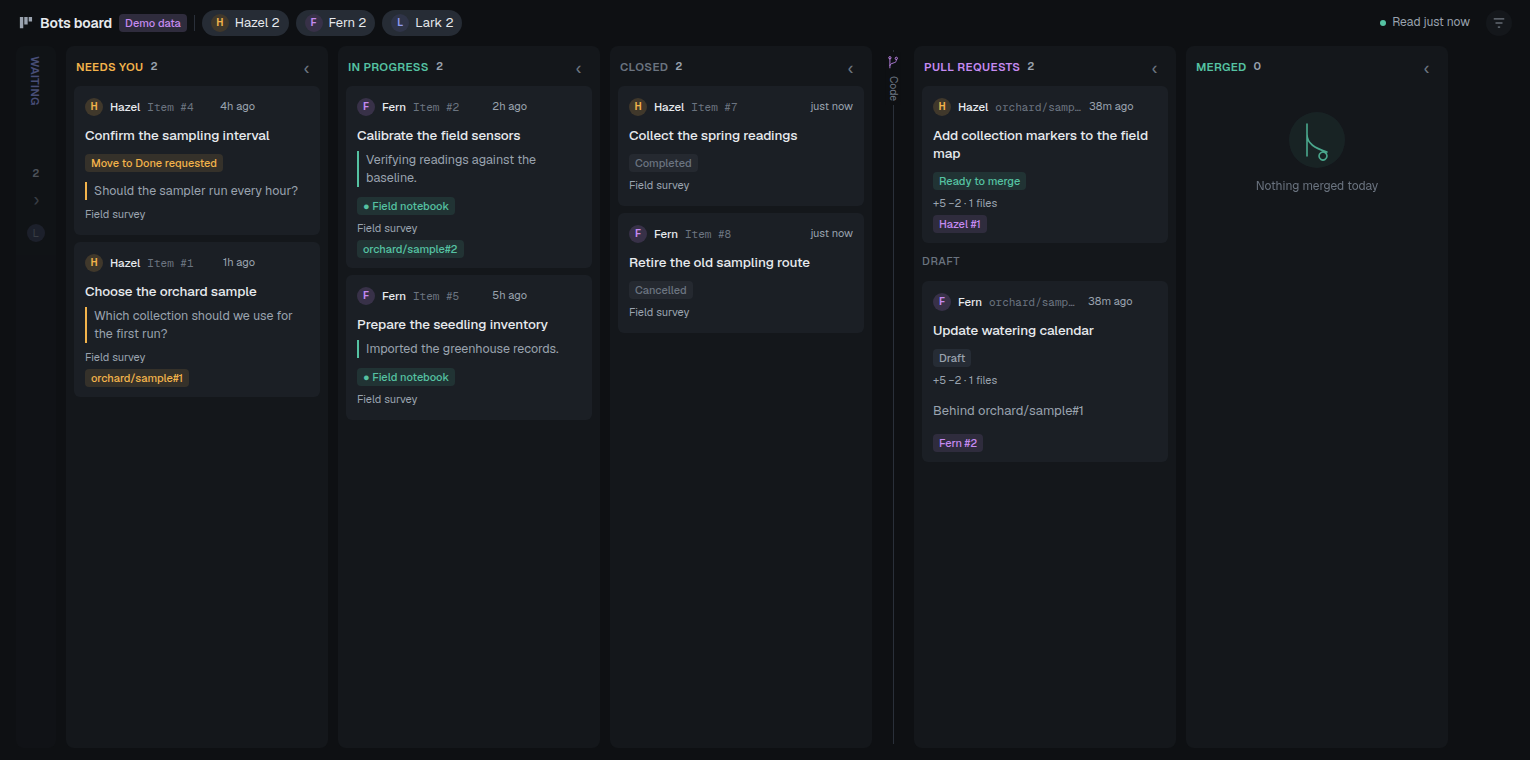 Bots board Demo data H Hazel 2 F Fern 2 L Lark 2 Read just now
WAITING
2
L
NEEDS YOU 2
H Hazel Item #4 4h ago
Confirm the sampling interval
Move to Done requested
Should the sampler run every hour?
Field survey
H Hazel Item #1 1h ago
Choose the orchard sample
Which collection should we use for
the first run?
Field survey
orchard/sample#1
IN PROGRESS 2
F Fern Item #2 2h ago
Calibrate the field sensors
Verifying readings against the
baseline.
Field notebook
Field survey
orchard/sample#2
F Fern Item #5 5h ago
Prepare the seedling inventory
Imported the greenhouse records.
Field notebook
Field survey
CLOSED 2
H Hazel Item #7 just now
Collect the spring readings
Completed
Field survey
F Fern Item #8 just now
Retire the old sampling route
Cancelled
Field survey
Code
PULL REQUESTS 2
H Hazel orchard/samp… 38m ago
Add collection markers to the field
map
Ready to merge
+5 −2 · 1 files
Hazel #1
DRAFT
F Fern orchard/samp… 38m ago
Update watering calendar
Draft
+5 −2 · 1 files
Behind orchard/sample#1
Fern #2
MERGED 0
Nothing merged today